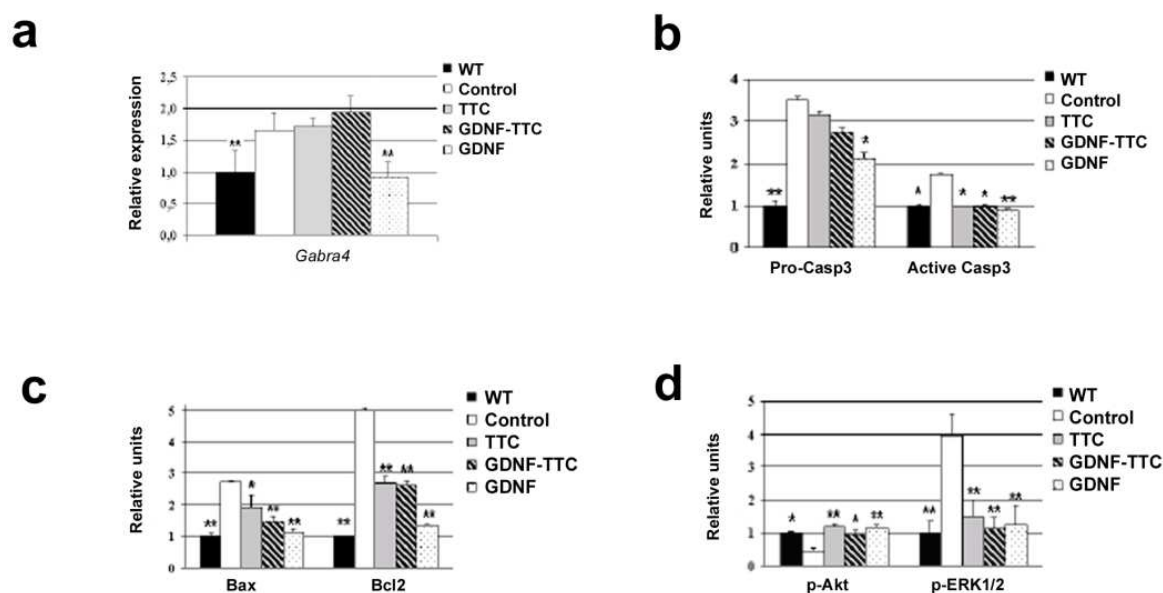 a
Relative expression
2,5
2,0
1,5
1,0
0,5
0,0
**
**
Gabra4
WT
Control
TTC
GDNF-TTC
GDNF
b
Relative units
4
3
2
1
0
**
*
*
*
*
**
Pro-Casp3
Active Casp3
WT
Control
TTC
GDNF-TTC
GDNF
c
Relative units
5
4
3
2
1
0
**
*
**
**
**
**
**
**
Bax
Bcl2
WT
Control
TTC
GDNF-TTC
GDNF
d
Relative units
5
4
3
2
1
0
*
**
*
**
**
**
**
**
p-Akt
p-ERK1/2
WT
Control
TTC
GDNF-TTC
GDNF